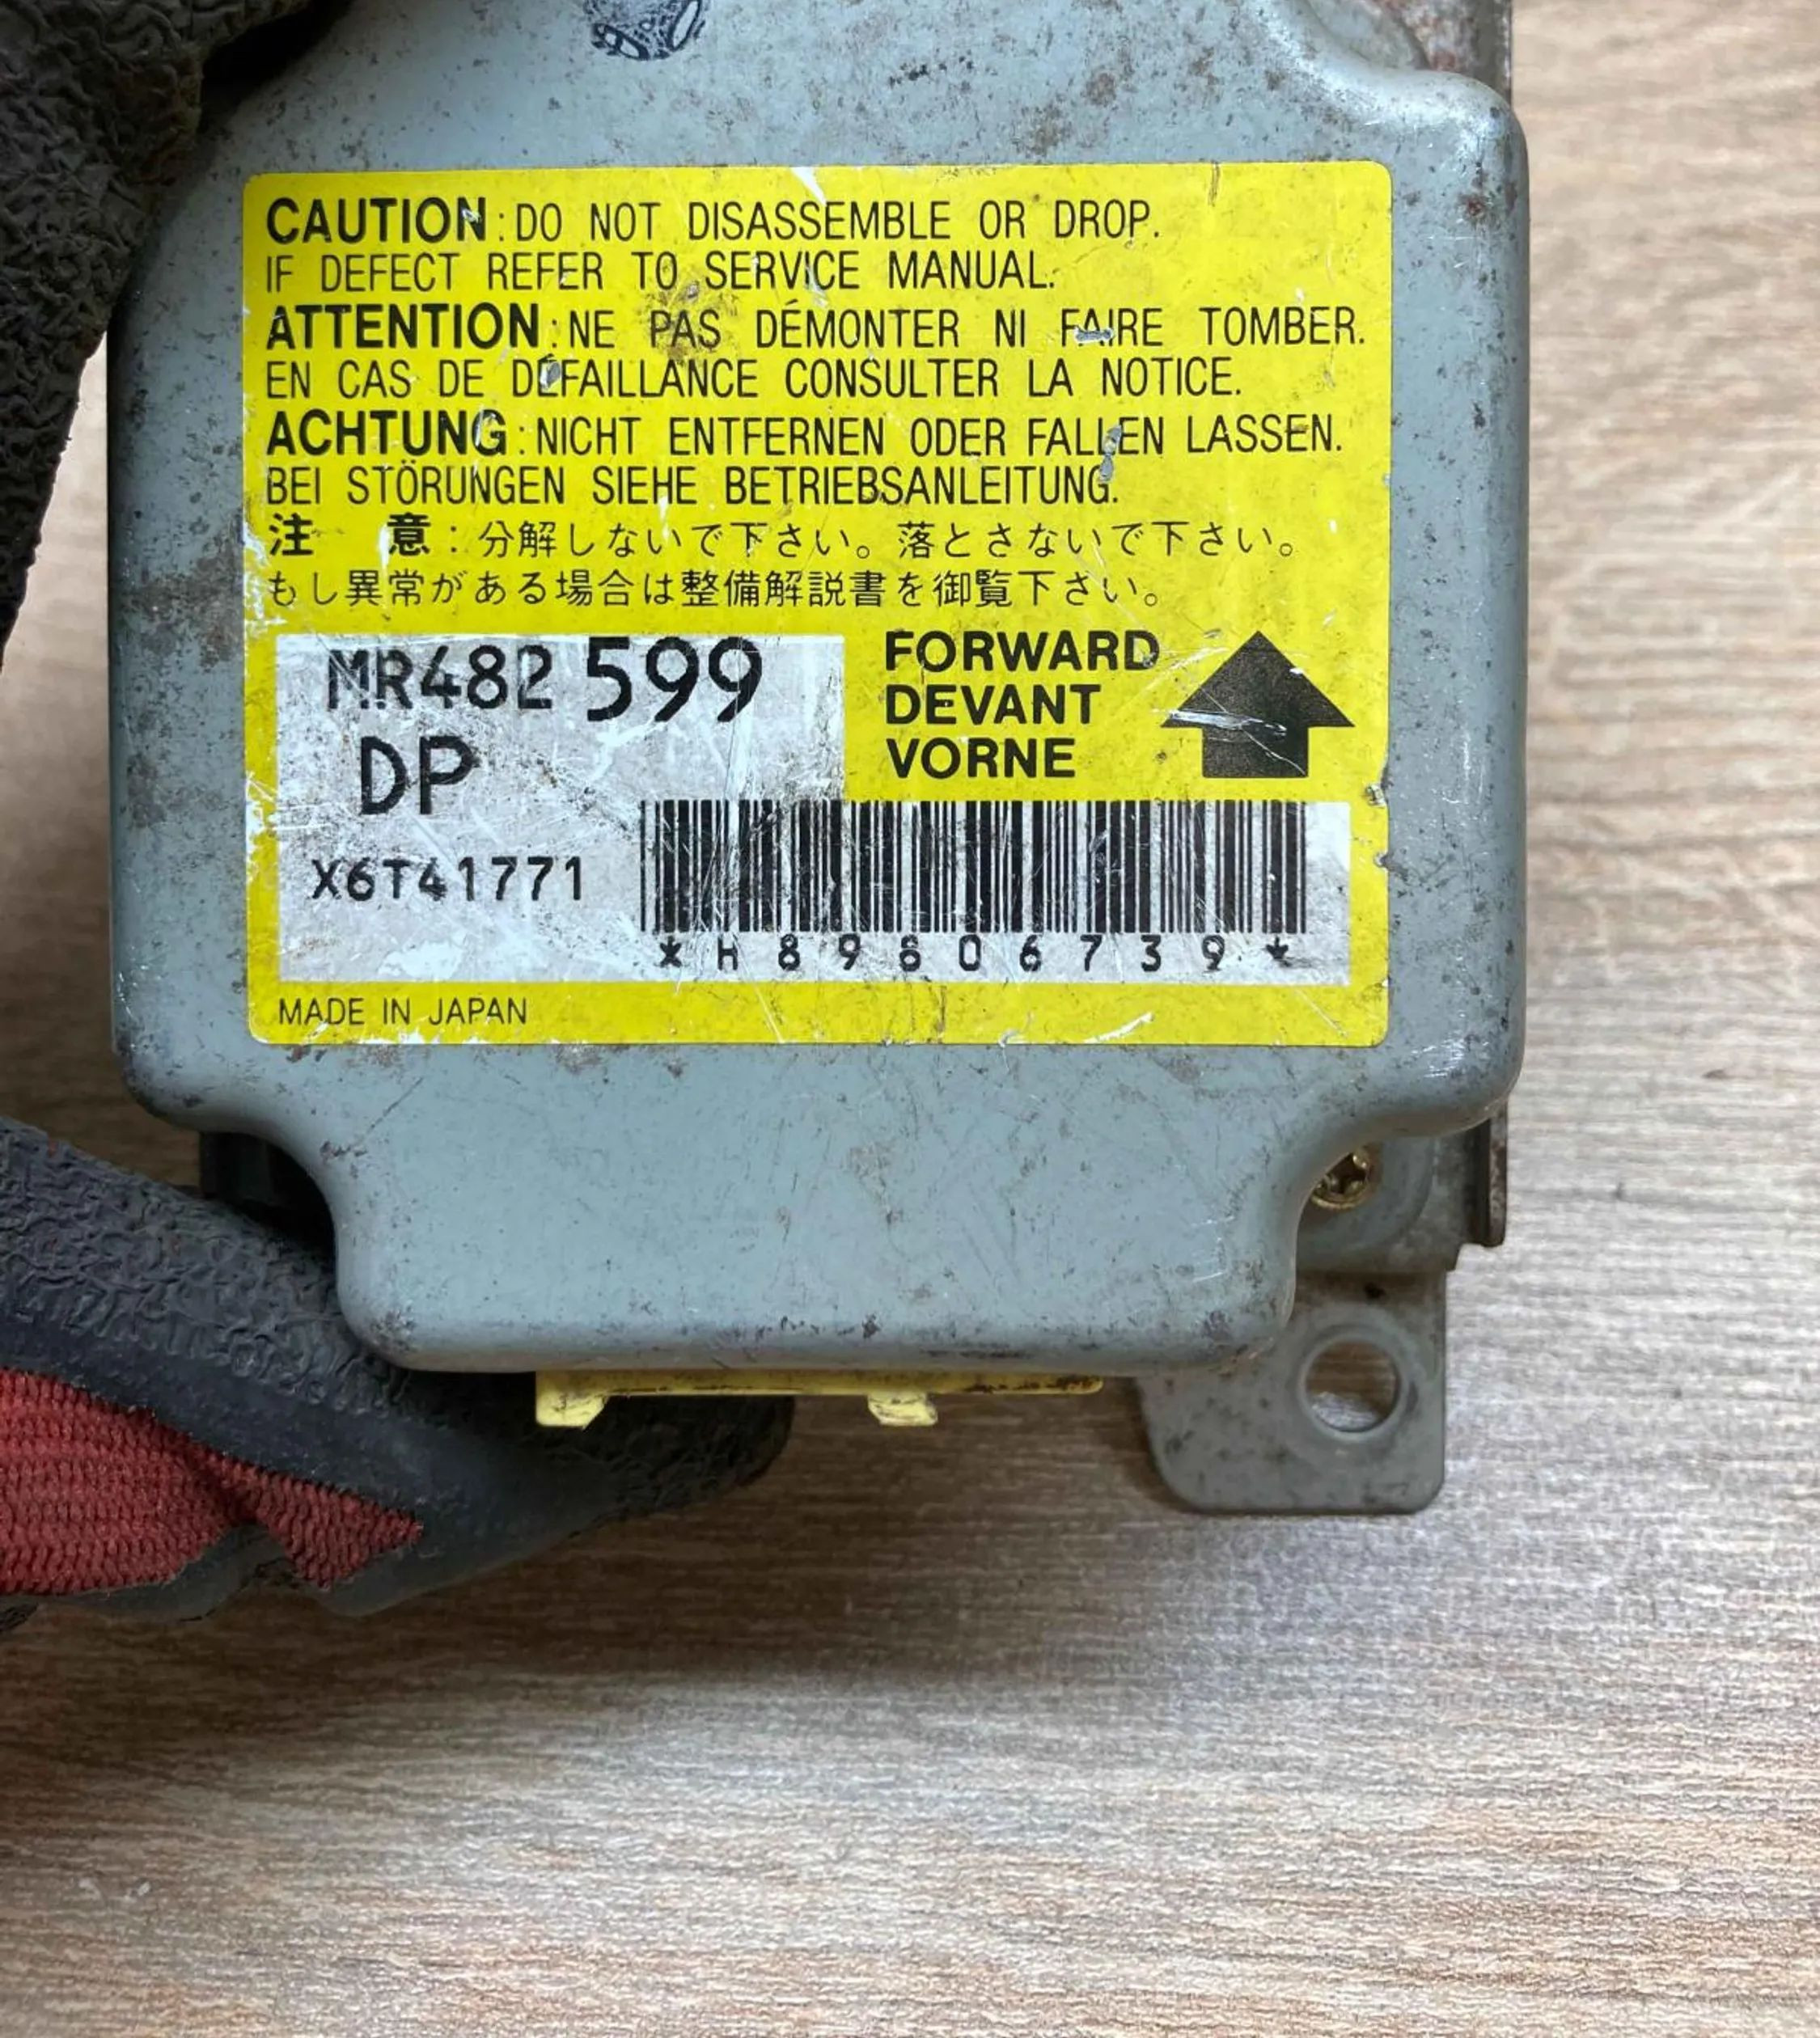 CAUTION : DO NOT DISASSEMBLE OR DROP.
IF DEFECT REFER TO SERVICE MANUAL.
ATTENTION : NE PAS DÉMONTER NI FAIRE TOMBER.
EN CAS DE DÉFAILLANCE CONSULTER LA NOTICE.
ACHTUNG : NICHT ENTFERNEN ODER FALLEN LASSEN.
BEI STÖRUNGEN SIEHE BETRIEBSANLEITUNG.
注 意 : 分解しないで下さい。落とさないで下さい。
もし異常がある場合は整備解説書を御覧下さい。
MR482 599
DP
FORWARD
DEVANT
VORNE
X6T41771
*H89806739*
MADE IN JAPAN